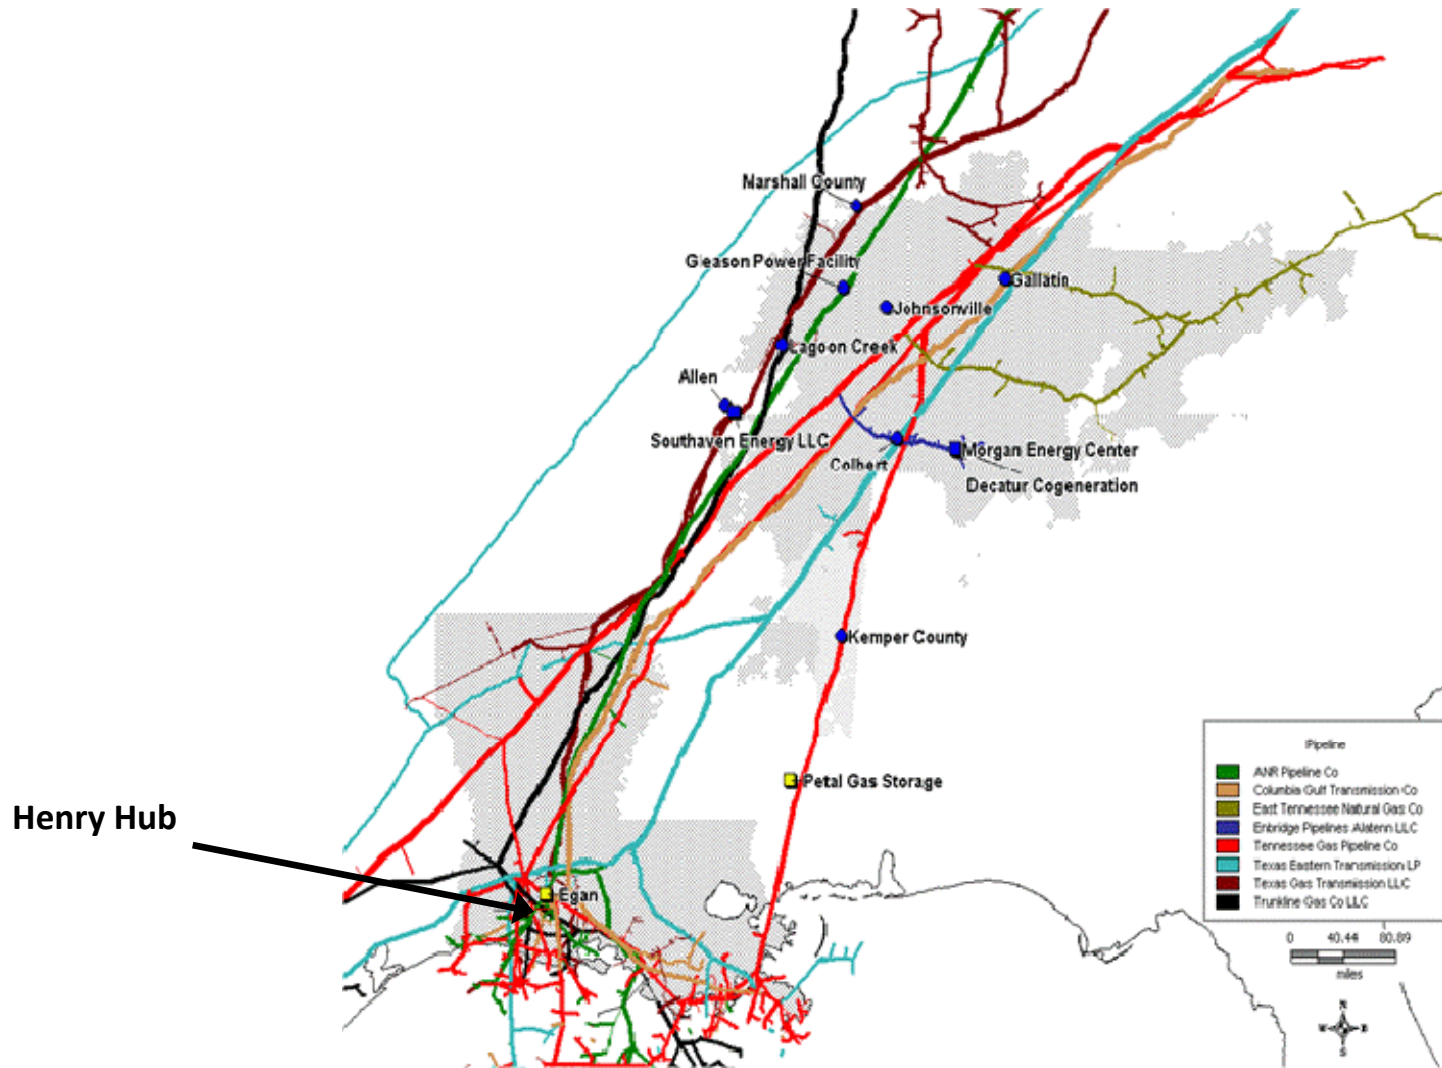 Marshall County
Gleason Power Facility
Gallatin
Johnsonville
Lagoon Creek
Allen
Southaven Energy LLC
Colbert
Morgan Energy Center
Decatur Cogeneration
Kemper County
Petal Gas Storage
Henry Hub
Egan
Pipeline
ANR Pipeline Co
Columbia Gulf Transmission Co
East Tennessee Natural Gas Co
Enbridge Pipelines Alatenn LLC
Tennessee Gas Pipeline Co
Texas Eastern Transmission LP
Texas Gas Transmission LLC
Trunkline Gas Co LLC
0 40.44 80.89
miles
N
W E
S